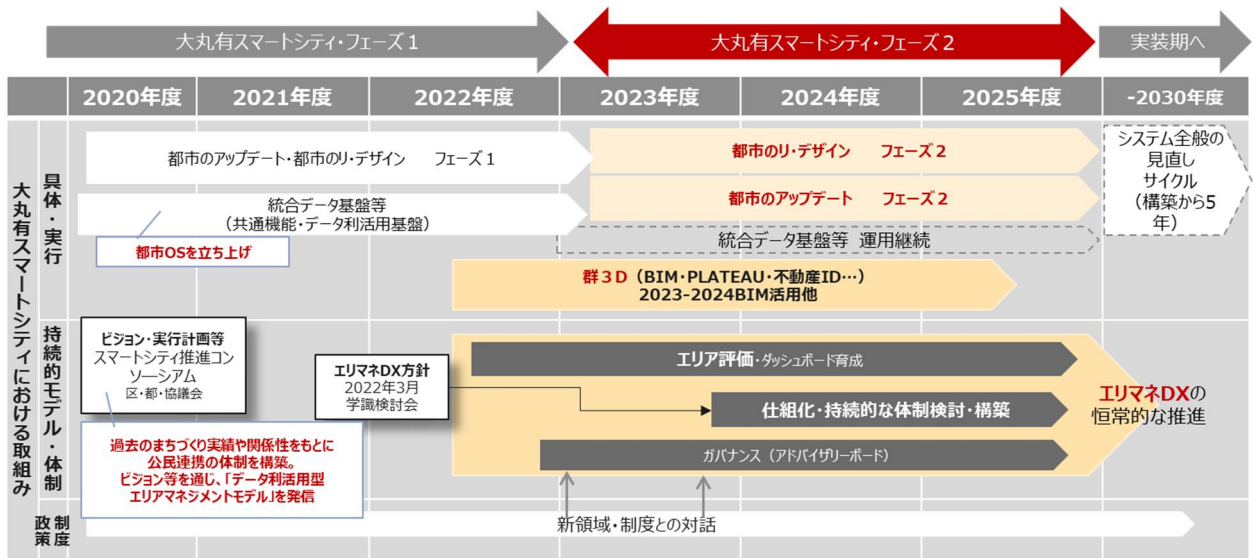 大丸有スマートシティ・フェーズ1
大丸有スマートシティ・フェーズ2
実装期へ
2020年度
2021年度
2022年度
2023年度
2024年度
2025年度
-2030年度
大丸有スマートシティにおける取組み
具体・実行
都市のアップデート・都市のリ・デザイン　フェーズ1
都市のリ・デザイン　フェーズ2
都市のアップデート　フェーズ2
システム全般の
見直し
サイクル
（構築から5
年）
統合データ基盤等
（共通機能・データ利活用基盤）
都市OSを立ち上げ
統合データ基盤等 運用継続
群3D（BIM・PLATEAU・不動産ID…）
2023-2024BIM活用他
持続的モデル・体制
ビジョン・実行計画等
スマートシティ推進コン
ソーシアム
区・都・協議会
エリマネDX方針
2022年3月
学識検討会
エリア評価・ダッシュボード育成
仕組化・持続的な体制検討・構築
ガバナンス（アドバイザリーボード）
エリマネDXの
恒常的な推進
過去のまちづくり実績や関係性をもとに
公民連携の体制を構築。
ビジョン等を通じ、「データ利活用型
エリアマネジメントモデル」を発信
制度
政策
新領域・制度との対話